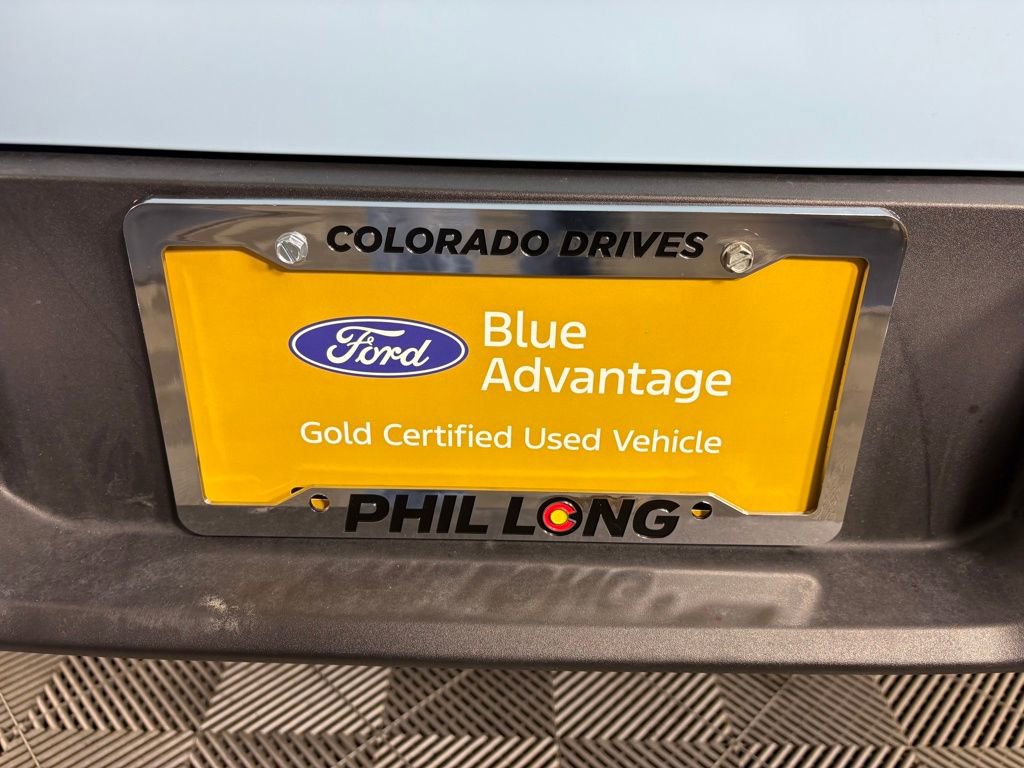 COLORADO DRIVES
Ford
Blue
Advantage
Gold Certified Used Vehicle
PHIL LONG